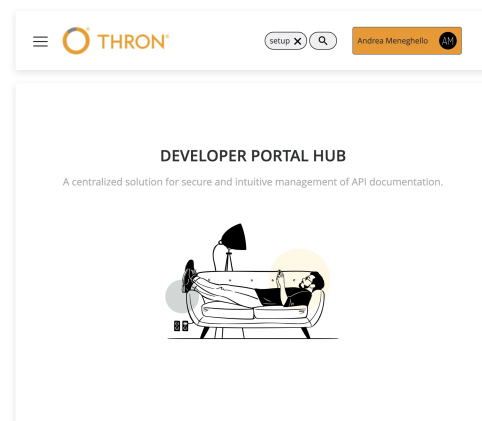 THRON®
setup
Andrea Meneghello AM
DEVELOPER PORTAL HUB
A centralized solution for secure and intuitive management of API documentation.